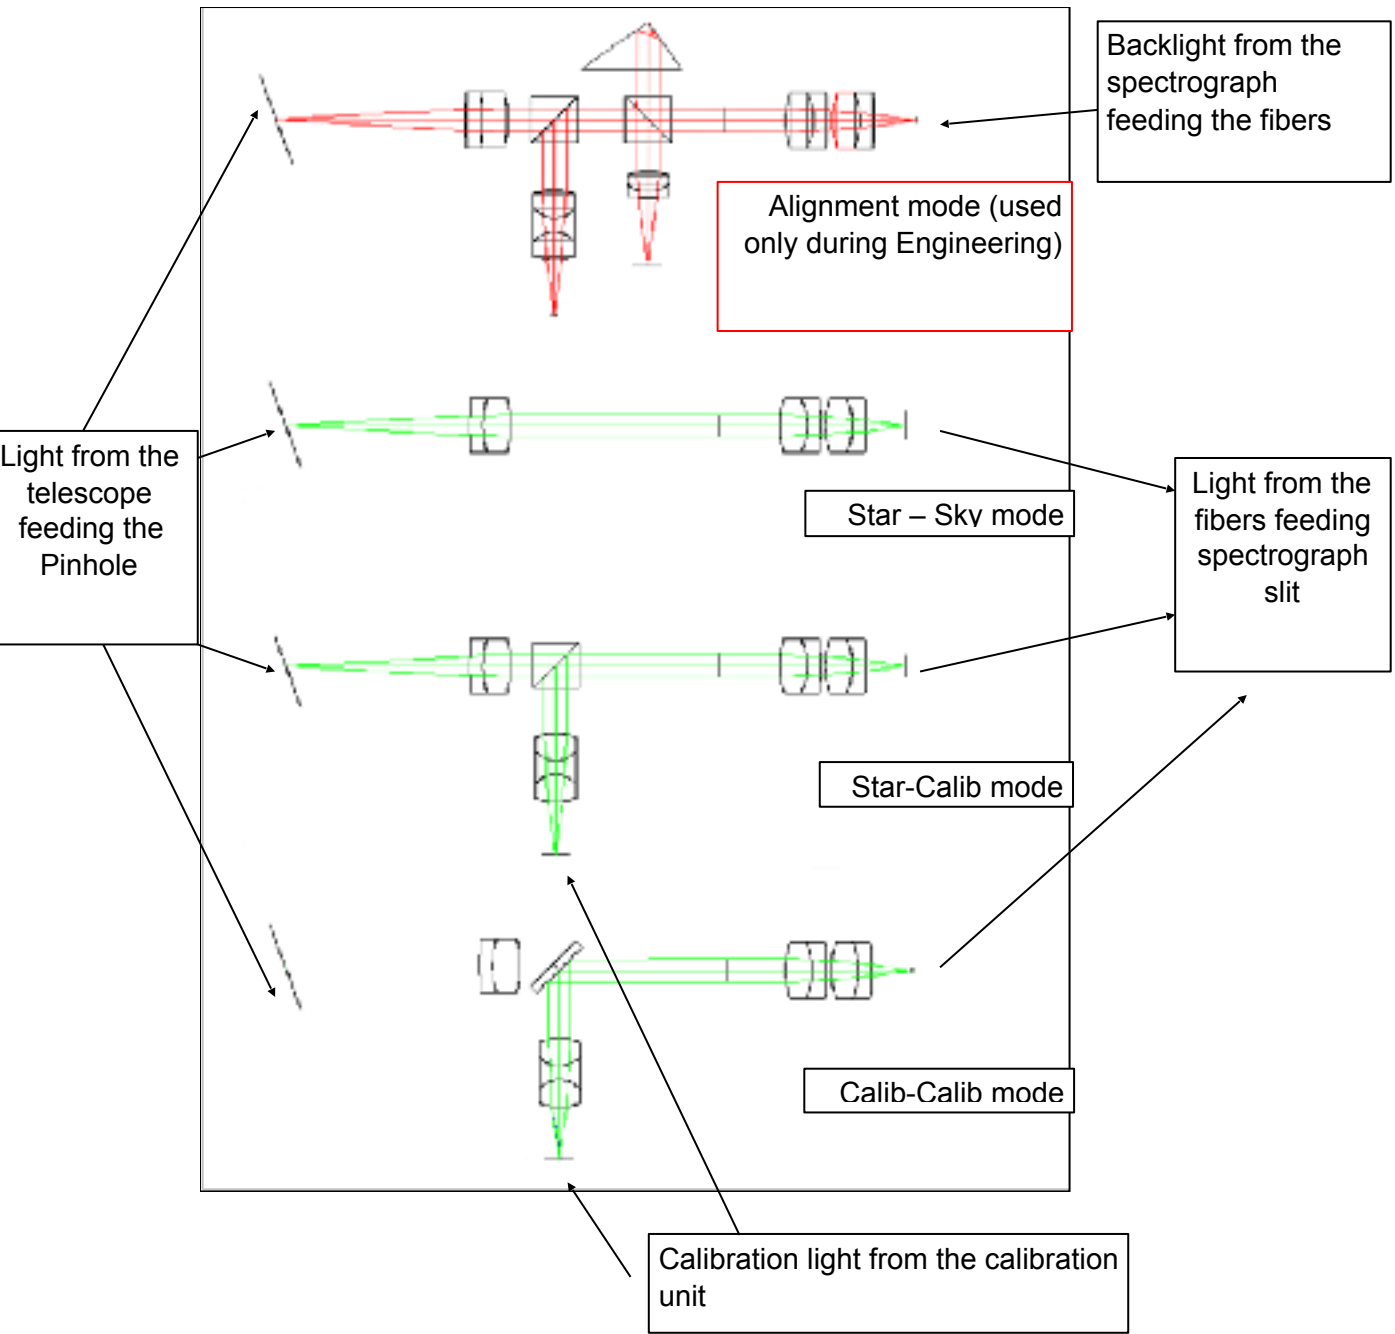 Backlight from the
spectrograph
feeding the fibers
Alignment mode (used
only during Engineering)
Light from the
telescope
feeding the
Pinhole
Star – Sky mode
Light from the
fibers feeding
spectrograph
slit
Star-Calib mode
Calib-Calib mode
Calibration light from the calibration
unit